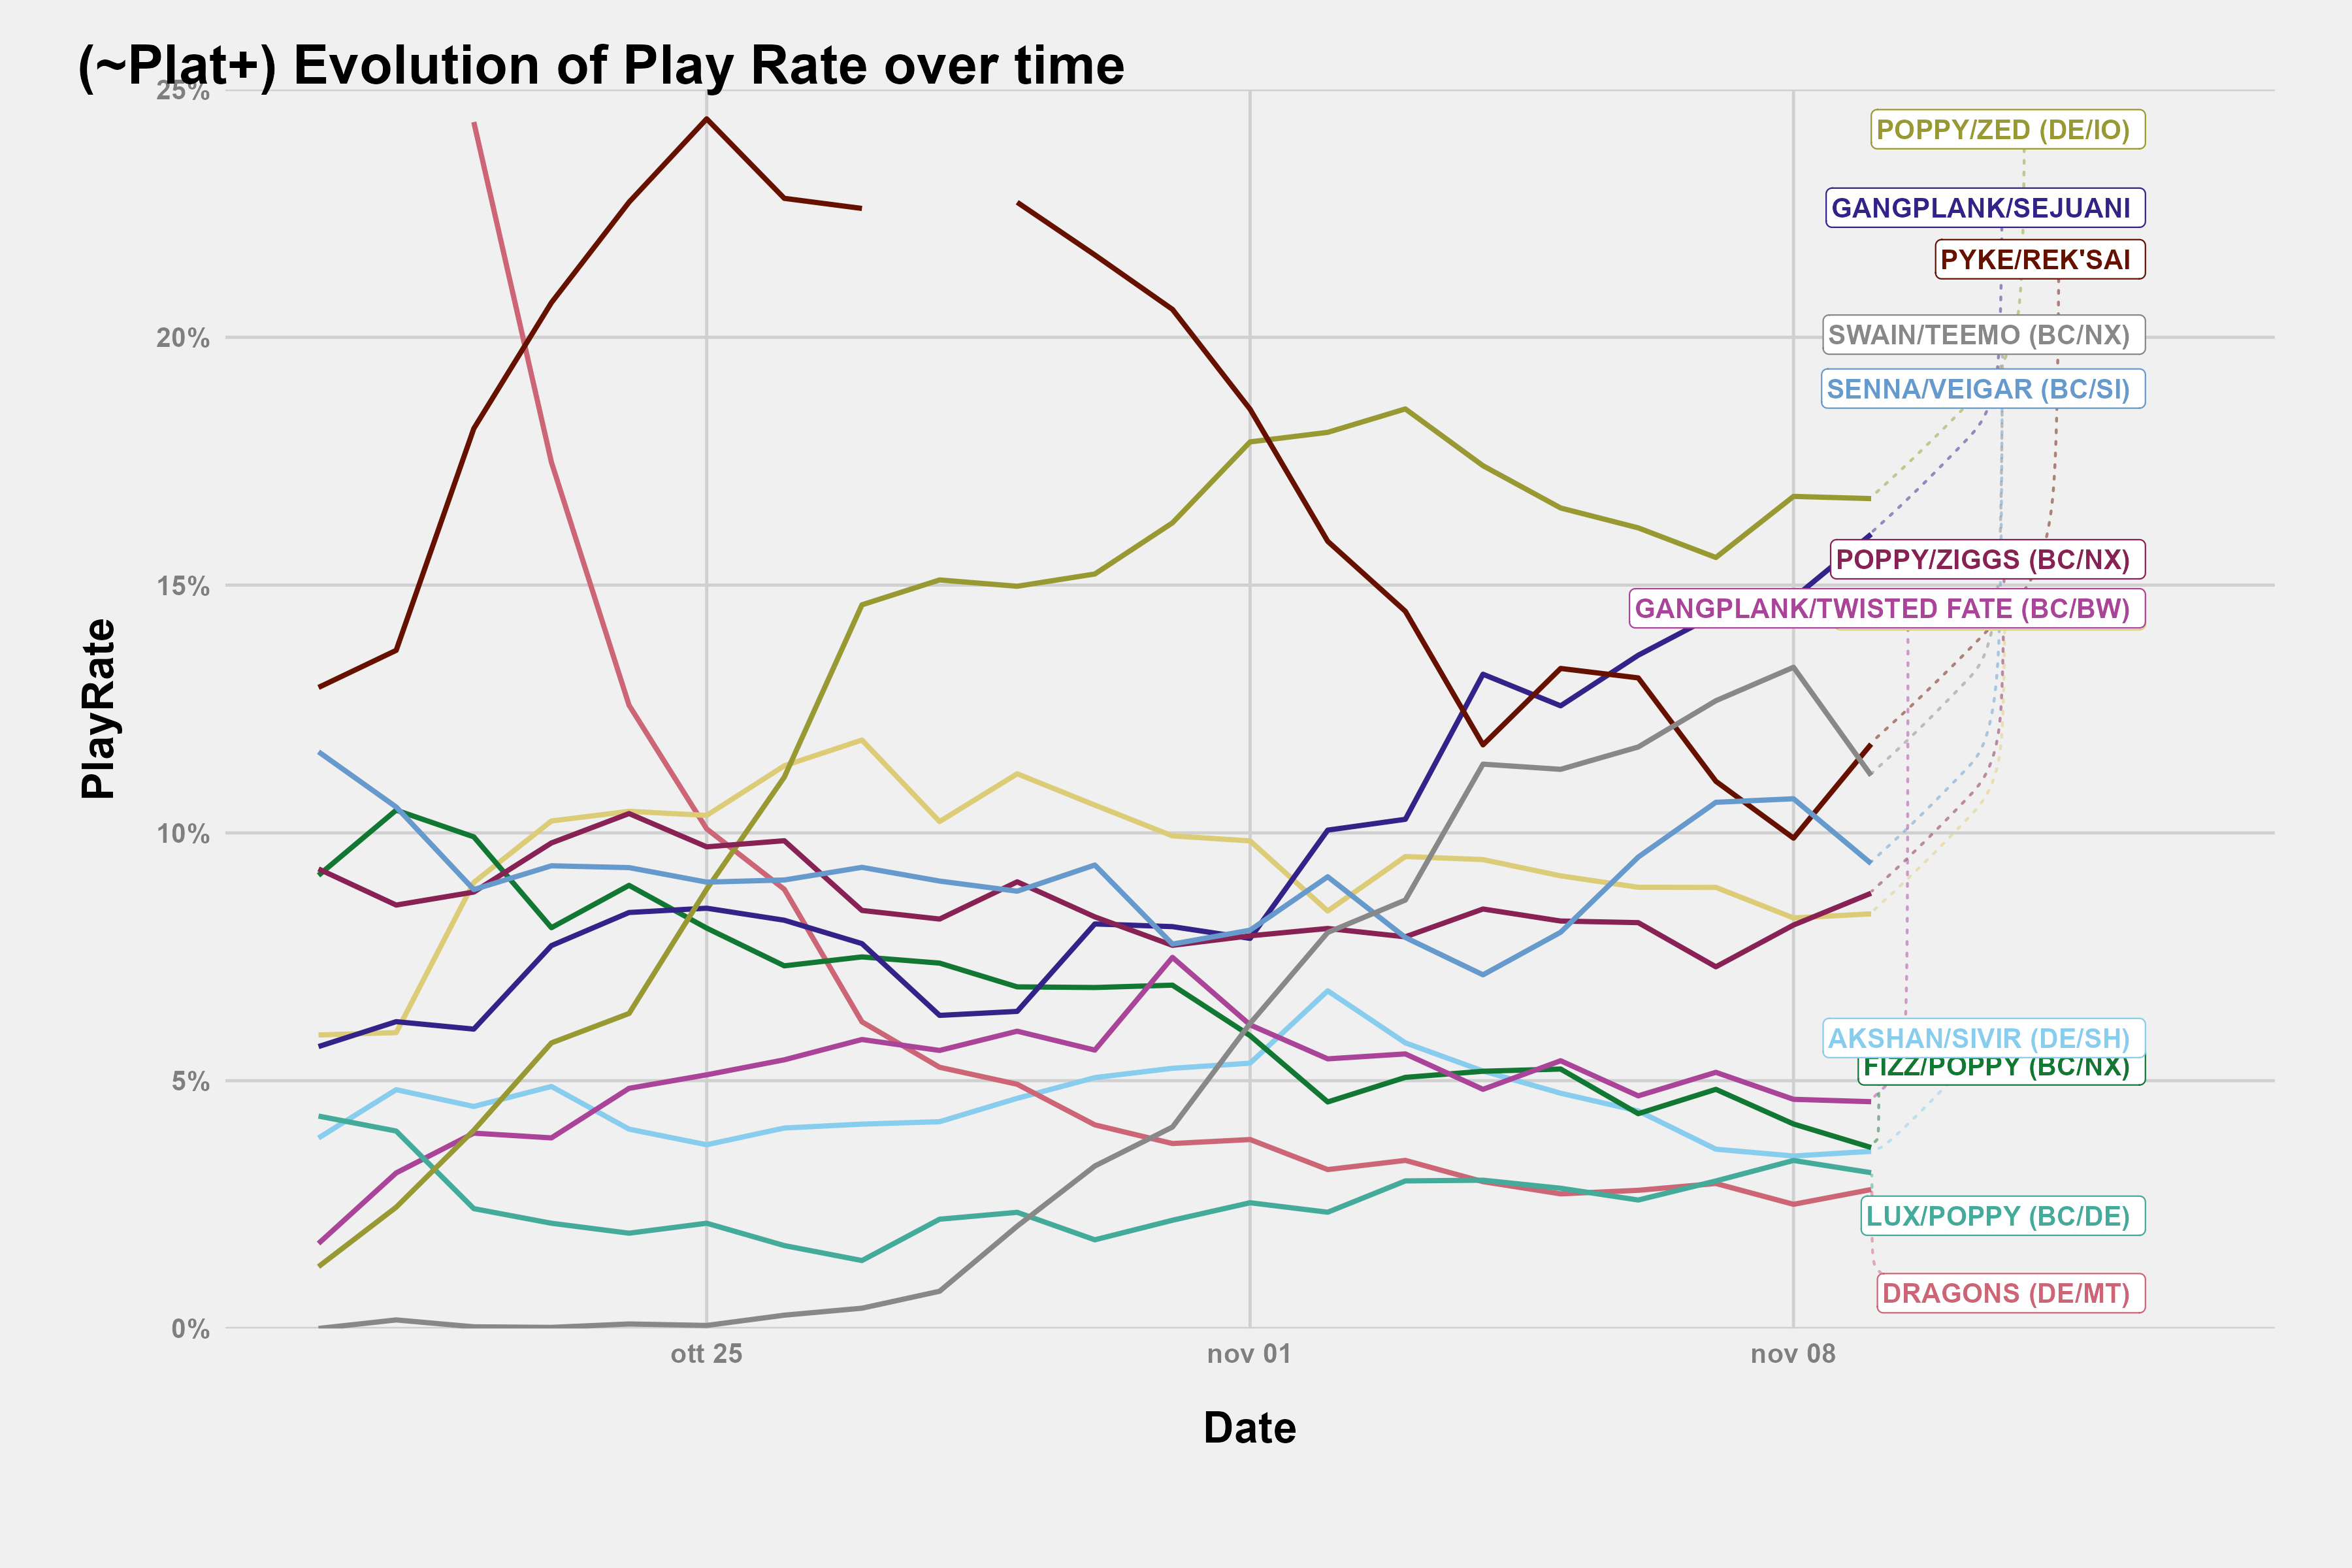 (~Plat+) Evolution of Play Rate over time
25%
20%
15%
10%
5%
0%
PlayRate
POPPY/ZED (DE/IO)
GANGPLANK/SEJUANI
PYKE/REK'SAI
SWAIN/TEEMO (BC/NX)
SENNA/VEIGAR (BC/SI)
POPPY/ZIGGS (BC/NX)
GANGPLANK/TWISTED FATE (BC/BW)
AKSHAN/SIVIR (DE/SH)
FIZZ/POPPY (BC/NX)
LUX/POPPY (BC/DE)
DRAGONS (DE/MT)
ott 25
nov 01
nov 08
Date